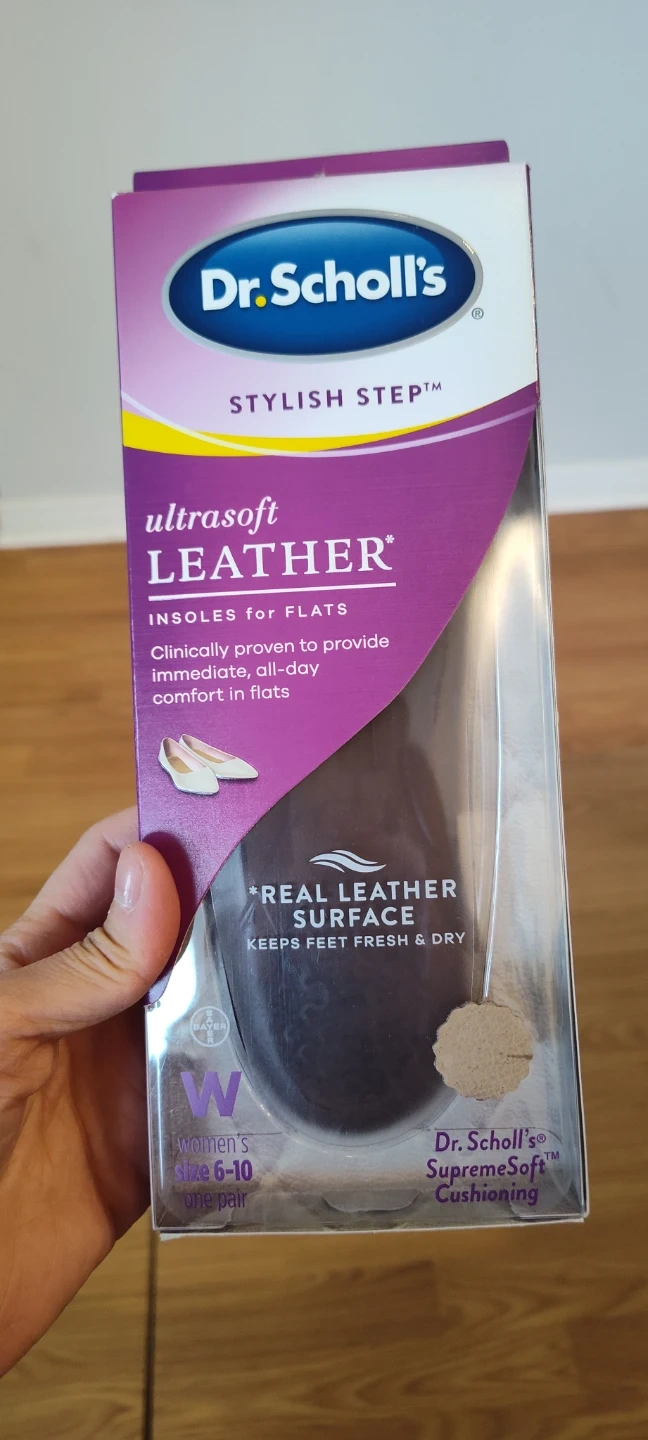 Dr.Scholl's®
STYLISH STEP™
ultrasoft
LEATHER*
INSOLES for FLATS
Clinically proven to provide
immediate, all-day
comfort in flats
*REAL LEATHER
SURFACE
KEEPS FEET FRESH & DRY
BAYER
BAYER
W
women's
size 6-10
one pair
Dr. Scholl's®
SupremeSoft™
Cushioning